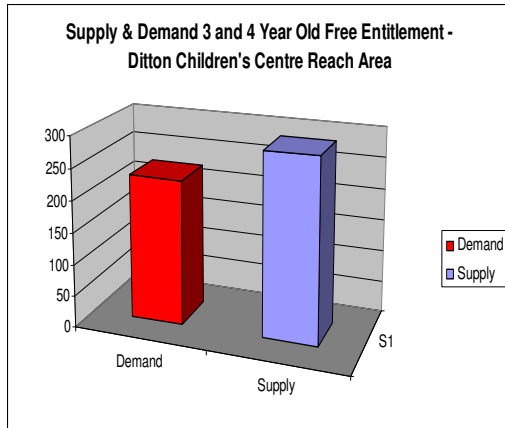 Supply & Demand 3 and 4 Year Old Free Entitlement -
Ditton Children's Centre Reach Area
300
250
200
150
100
50
0
Demand
Supply
S1
Demand
Supply